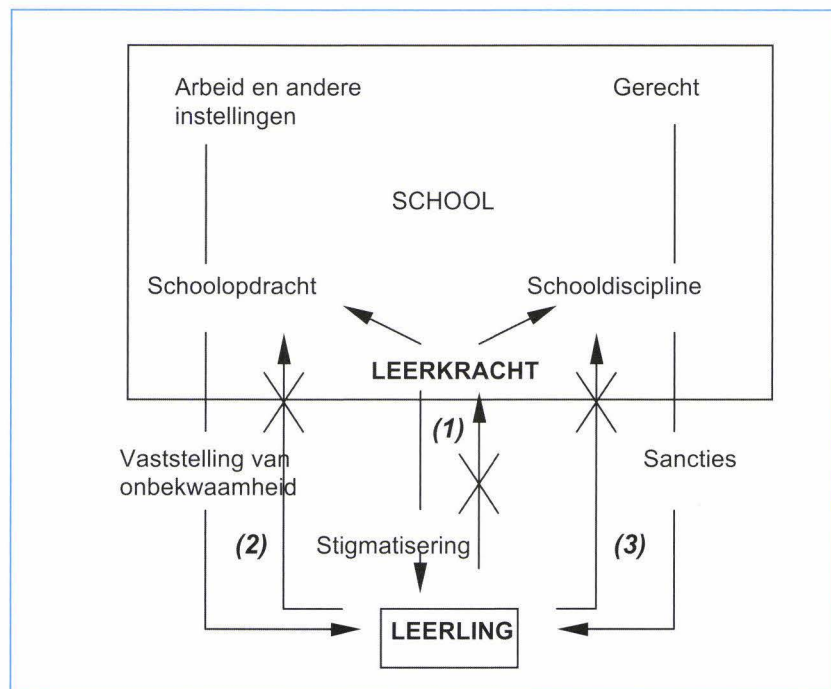 Arbeid en andere
instellingen
Gerecht
SCHOOL
Schoolopdracht
Schooldiscipline
LEERKRACHT
(1)
Vaststelling van
onbekwaamheid
Sancties
(2)
Stigmatisering
(3)
LEERLING